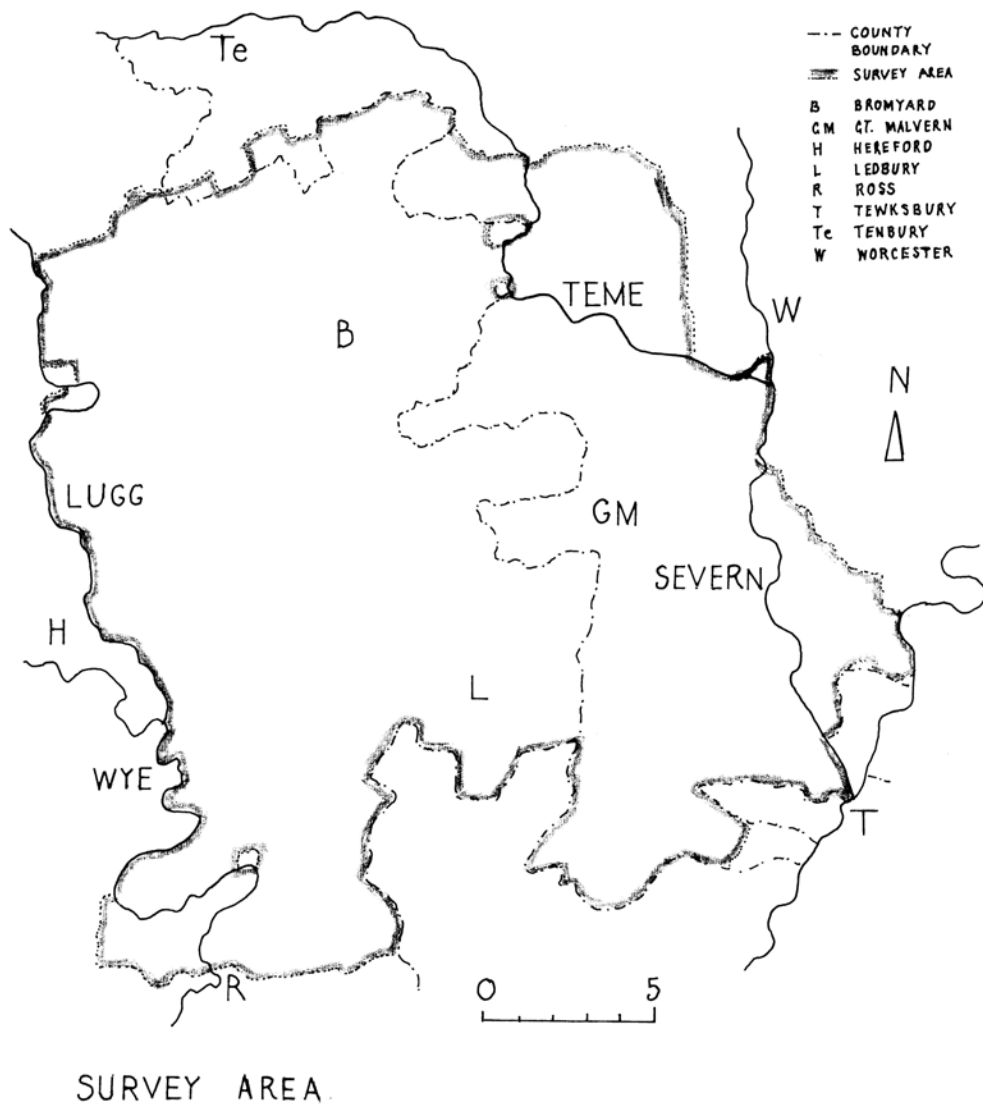 Te
COUNTY
BOUNDARY
SURVEY AREA
B BROMYARD
GM GT. MALVERN
H HEREFORD
L LEDBURY
R ROSS
T TEWKSBURY
Te TENBURY
W WORCESTER
TEME
W
B
N
LUGG
GM
SEVERN
H
L
WYE
T
R
0 5
SURVEY AREA